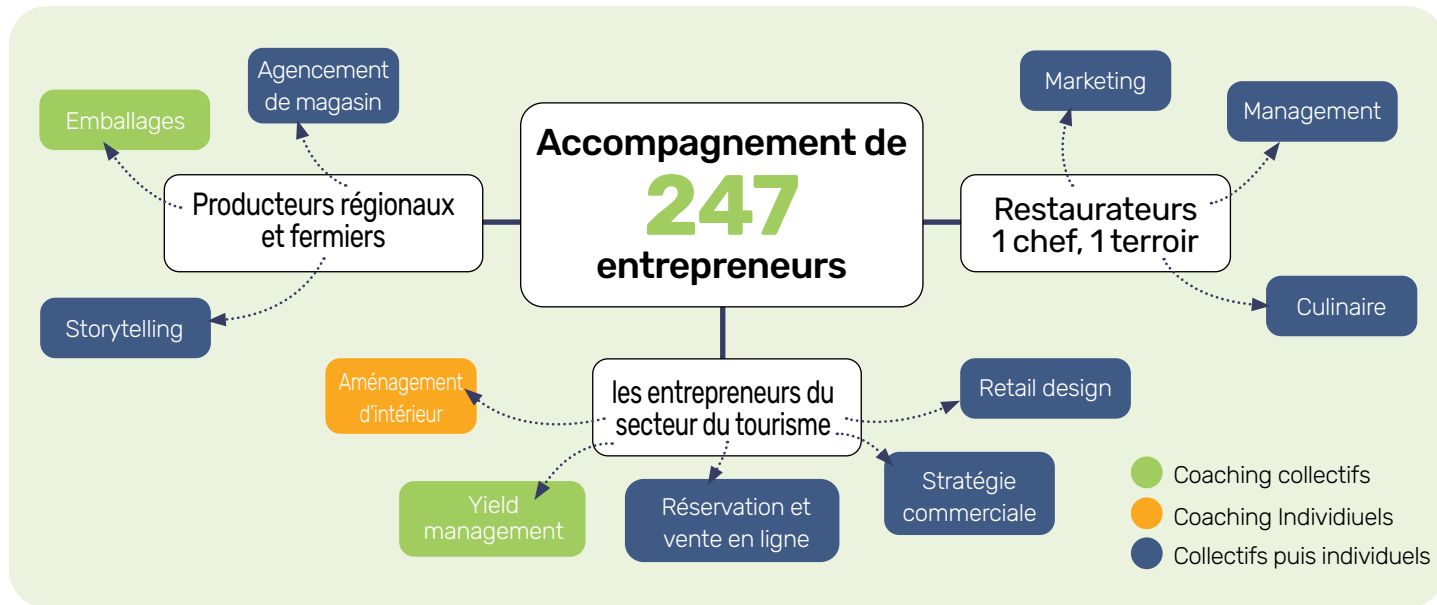 Accompagnement de
247
entrepreneurs
Producteurs régionaux
et fermiers
Emballages
Agencement
de magasin
Storytelling
Restaurateurs
1 chef, 1 terroir
Marketing
Management
Culinaire
les entrepreneurs du
secteur du tourisme
Aménagement
d'intérieur
Yield
management
Réservation et
vente en ligne
Stratégie
commerciale
Retail design
Coaching collectifs
Coaching Individiuels
Collectifs puis individuels